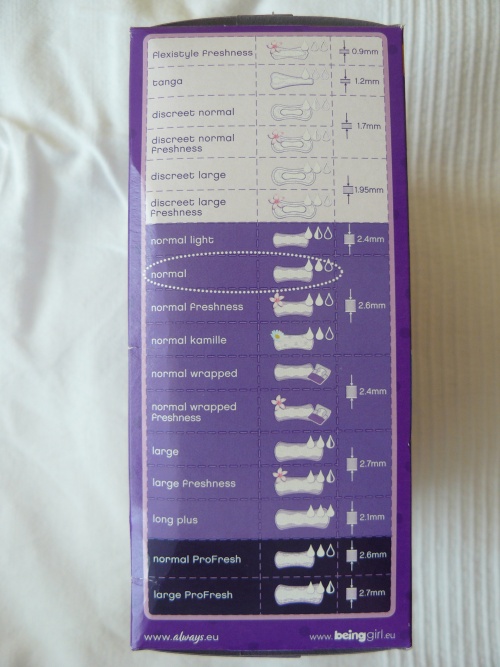 flexistyle freshness 0.9mm
tanga 1.2mm
discreet normal
1.7mm
discreet normal
freshness
discreet large
1.95mm
discreet large
freshness
normal light 2.4mm
normal
normal freshness 2.6mm
normal kamille
normal wrapped
2.4mm
normal wrapped
freshness
large
2.7mm
large freshness
long plus 2.1mm
normal ProFresh 2.6mm
large ProFresh 2.7mm
www.always.eu www.beinggirl.eu